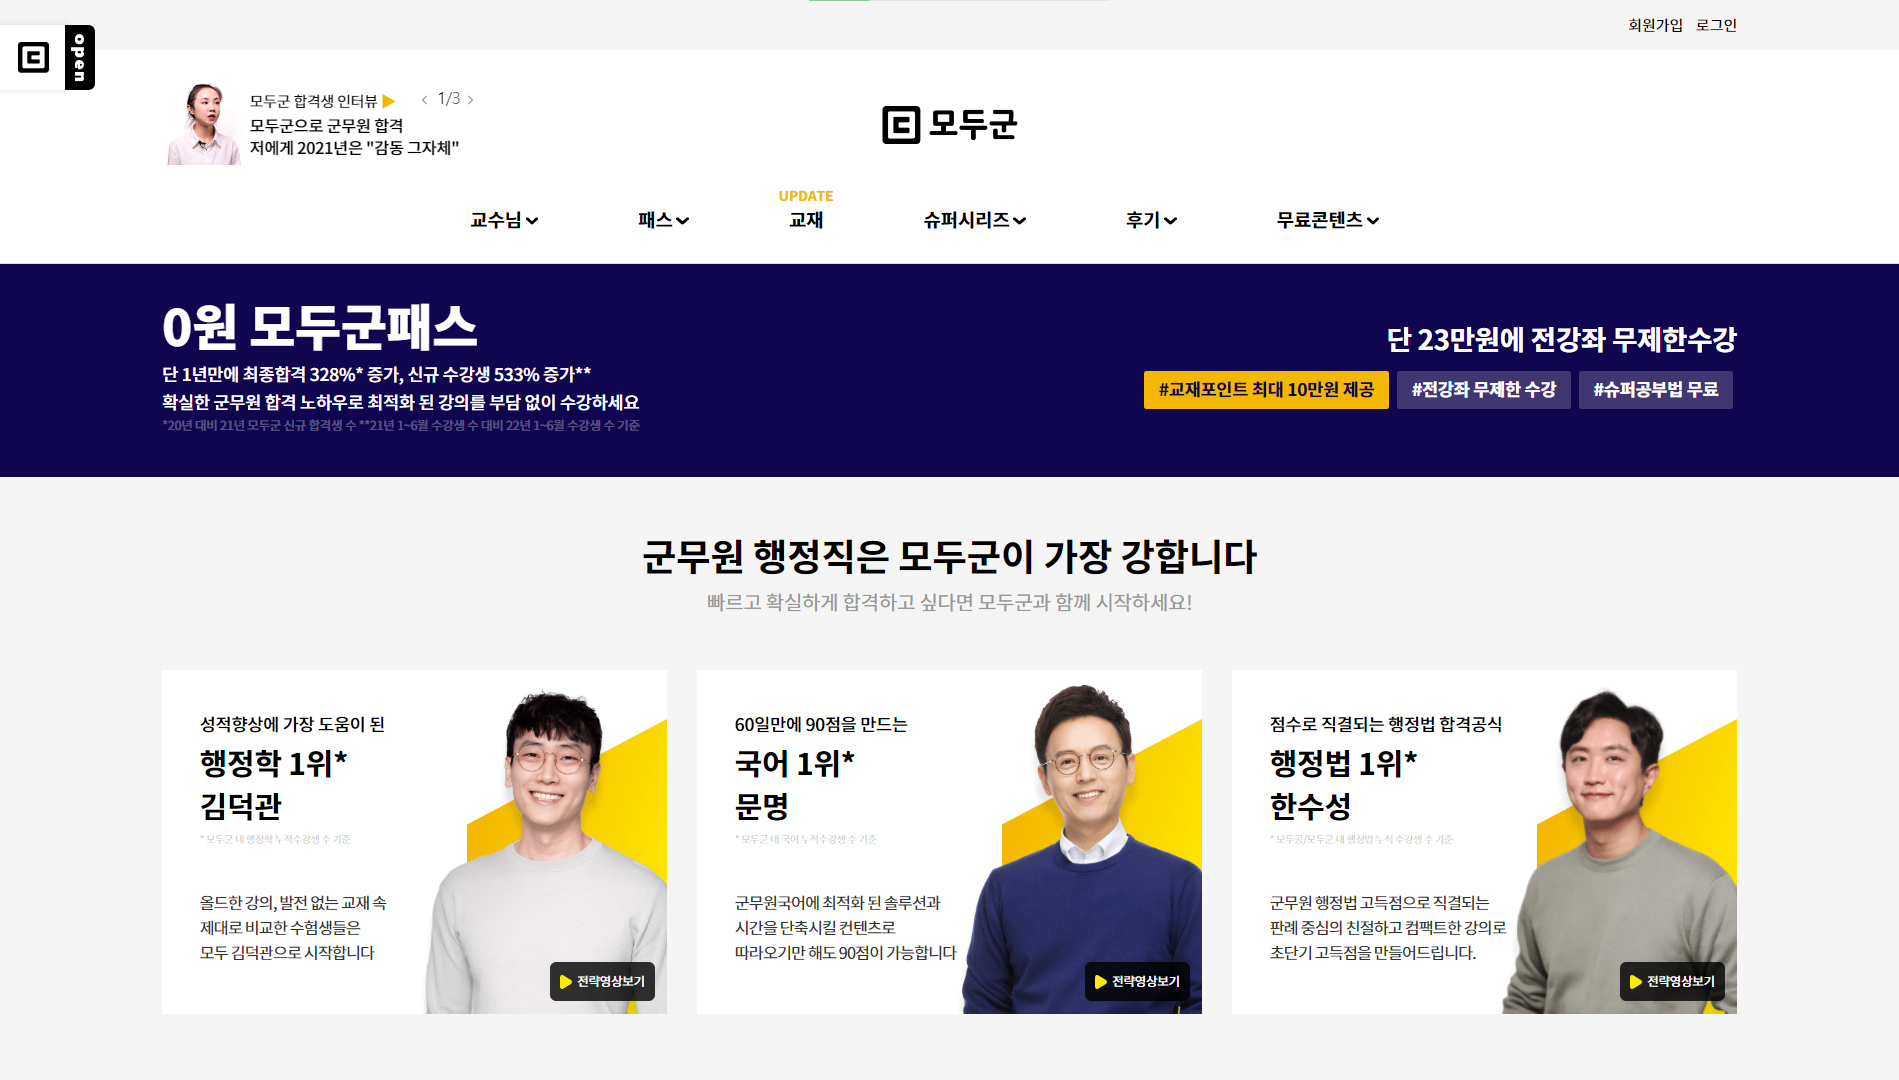 회원가입 로그인
open
모두군 합격생 인터뷰
1/3
모두군으로 군무원 합격
저에게 2021년은 "감동 그자체"
모두군
교수님
패스
UPDATE
교재
슈퍼시리즈
후기
무료콘텐츠
0원 모두군패스
단 1년만에 최종합격 328%* 증가, 신규 수강생 533% 증가**
확실한 군무원 합격 노하우로 최적화 된 강의를 부담 없이 수강하세요
*20년 대비 21년 모두군 신규 합격생 수 **21년 1~6월 수강생 수 대비 22년 1~6월 수강생 수 기준
단 23만원에 전강좌 무제한수강
#교재포인트 최대 10만원 제공 #전강좌 무제한 수강 #슈퍼공부법 무료
군무원 행정직은 모두군이 가장 강합니다
빠르고 확실하게 합격하고 싶다면 모두군과 함께 시작하세요!
성적향상에 가장 도움이 된
행정학 1위*
김덕관
* 모두군 내 행정학 누적수강생 수 기준
올드한 강의, 발전 없는 교재 속
제대로 비교한 수험생들은
모두 김덕관으로 시작합니다
전략영상보기
60일만에 90점을 만드는
국어 1위*
문명
* 모두군 내 국어 누적수강생 수 기준
군무원국어에 최적화 된 솔루션과
시간을 단축시킬 컨텐츠로
따라오기만 해도 90점이 가능합니다
전략영상보기
점수로 직결되는 행정법 합격공식
행정법 1위*
한수성
* 모두공/모두군 내 행정법 누적 수강생 수 기준
군무원 행정법 고득점으로 직결되는
판례 중심의 친절하고 컴팩트한 강의로
초단기 고득점을 만들어드립니다.
전략영상보기